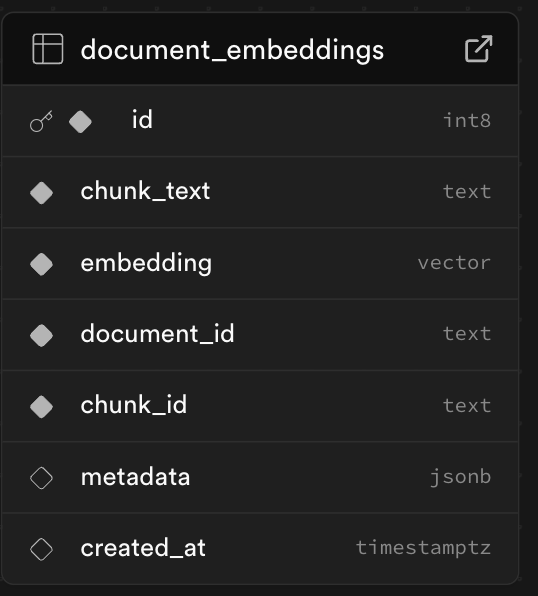 document_embeddings
id int8
chunk_text text
embedding vector
document_id text
chunk_id text
metadata jsonb
created_at timestamptz